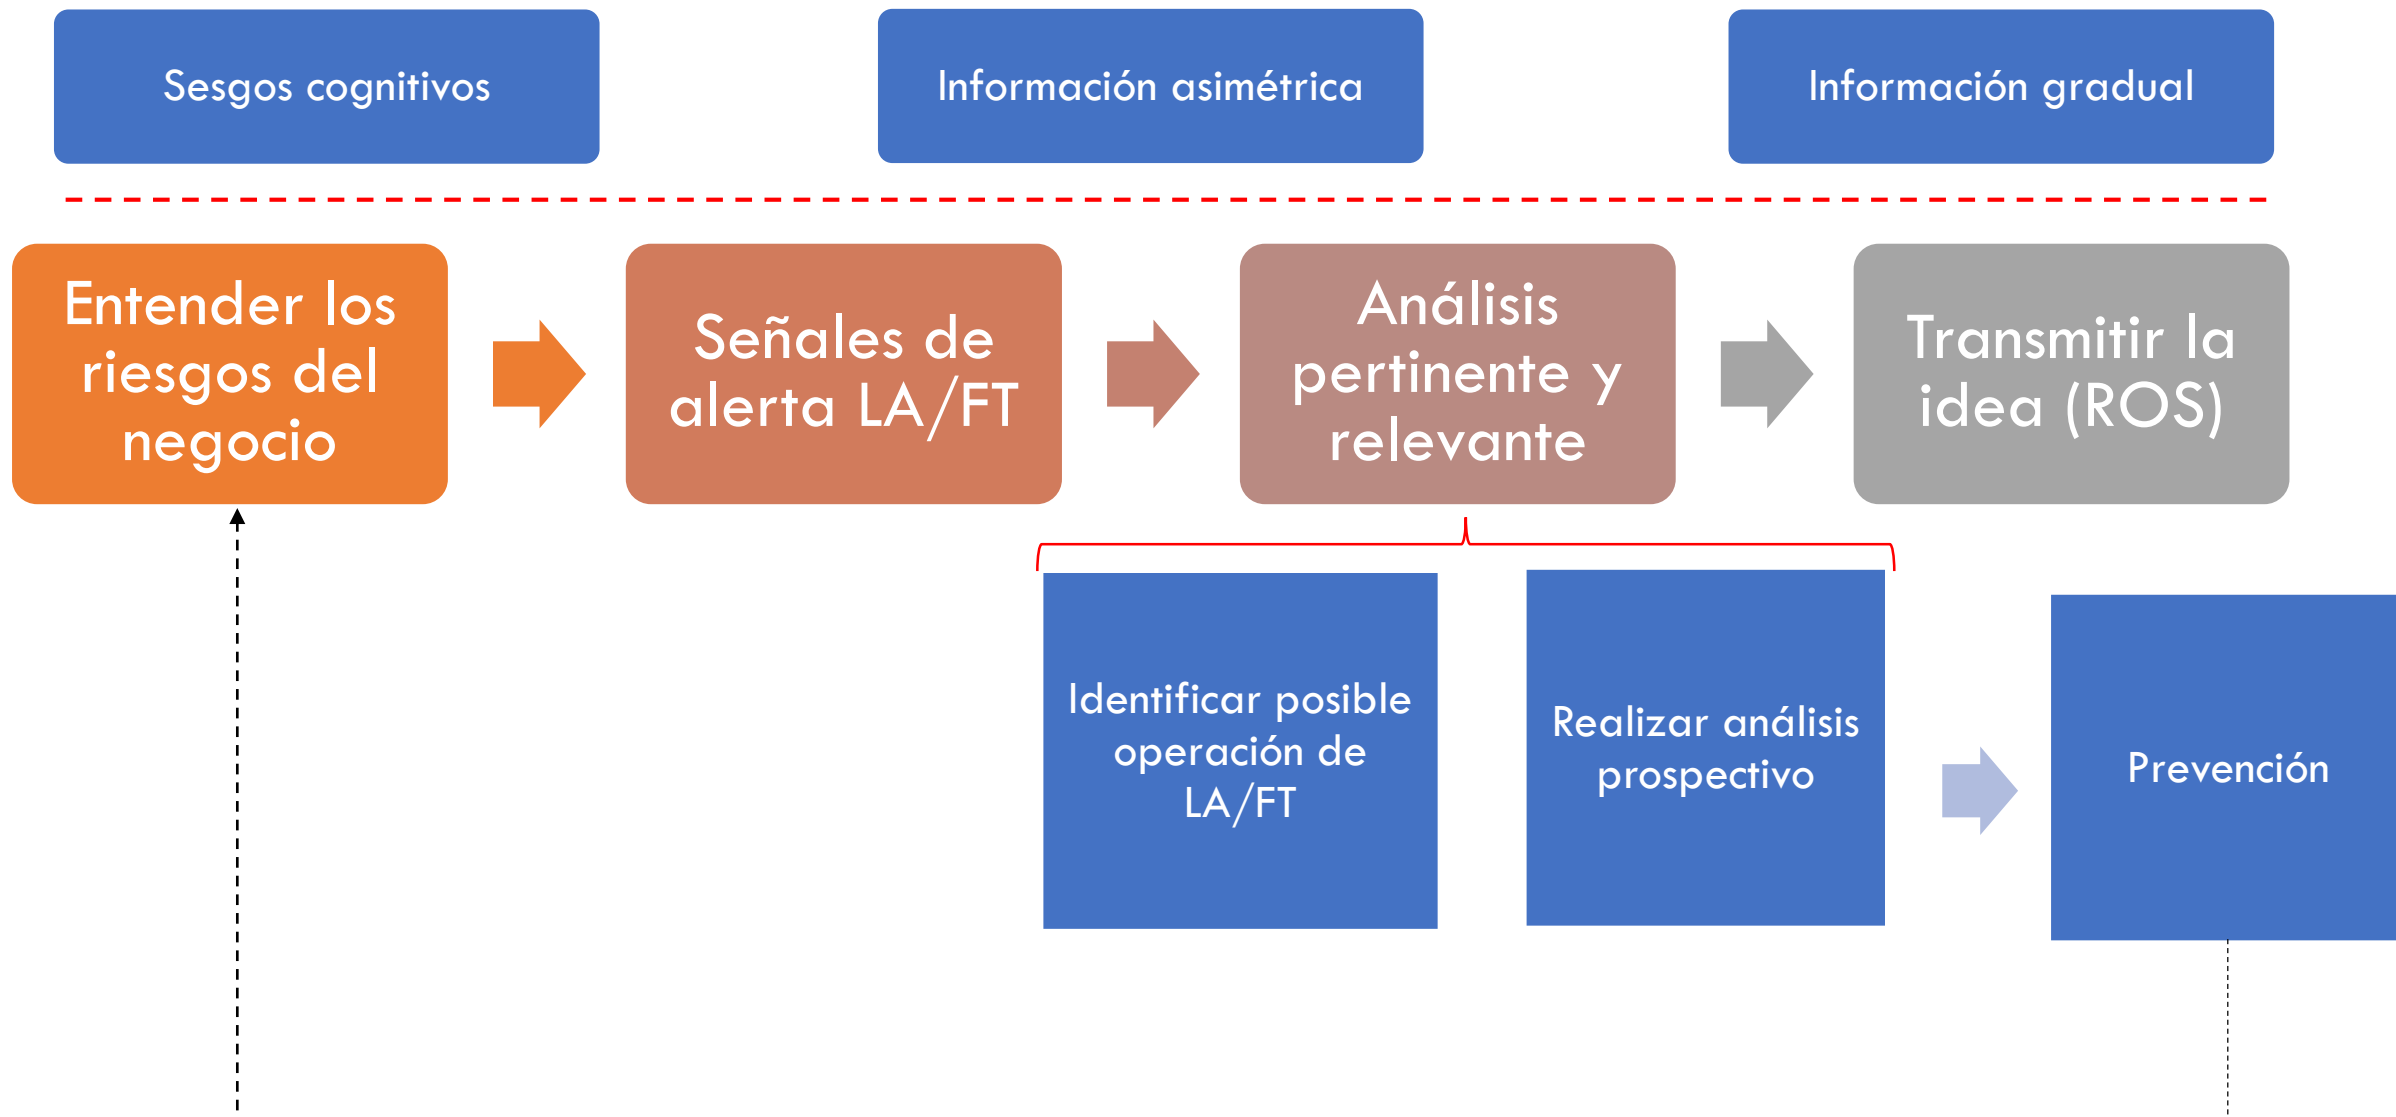 Sesgos cognitivos
Información asimétrica
Información gradual
Entender los
riesgos del
negocio
Señales de
alerta LA/FT
Análisis
pertinente y
relevante
Transmitir la
idea (ROS)
Identificar posible
operación de
LA/FT
Realizar análisis
prospectivo
Prevención